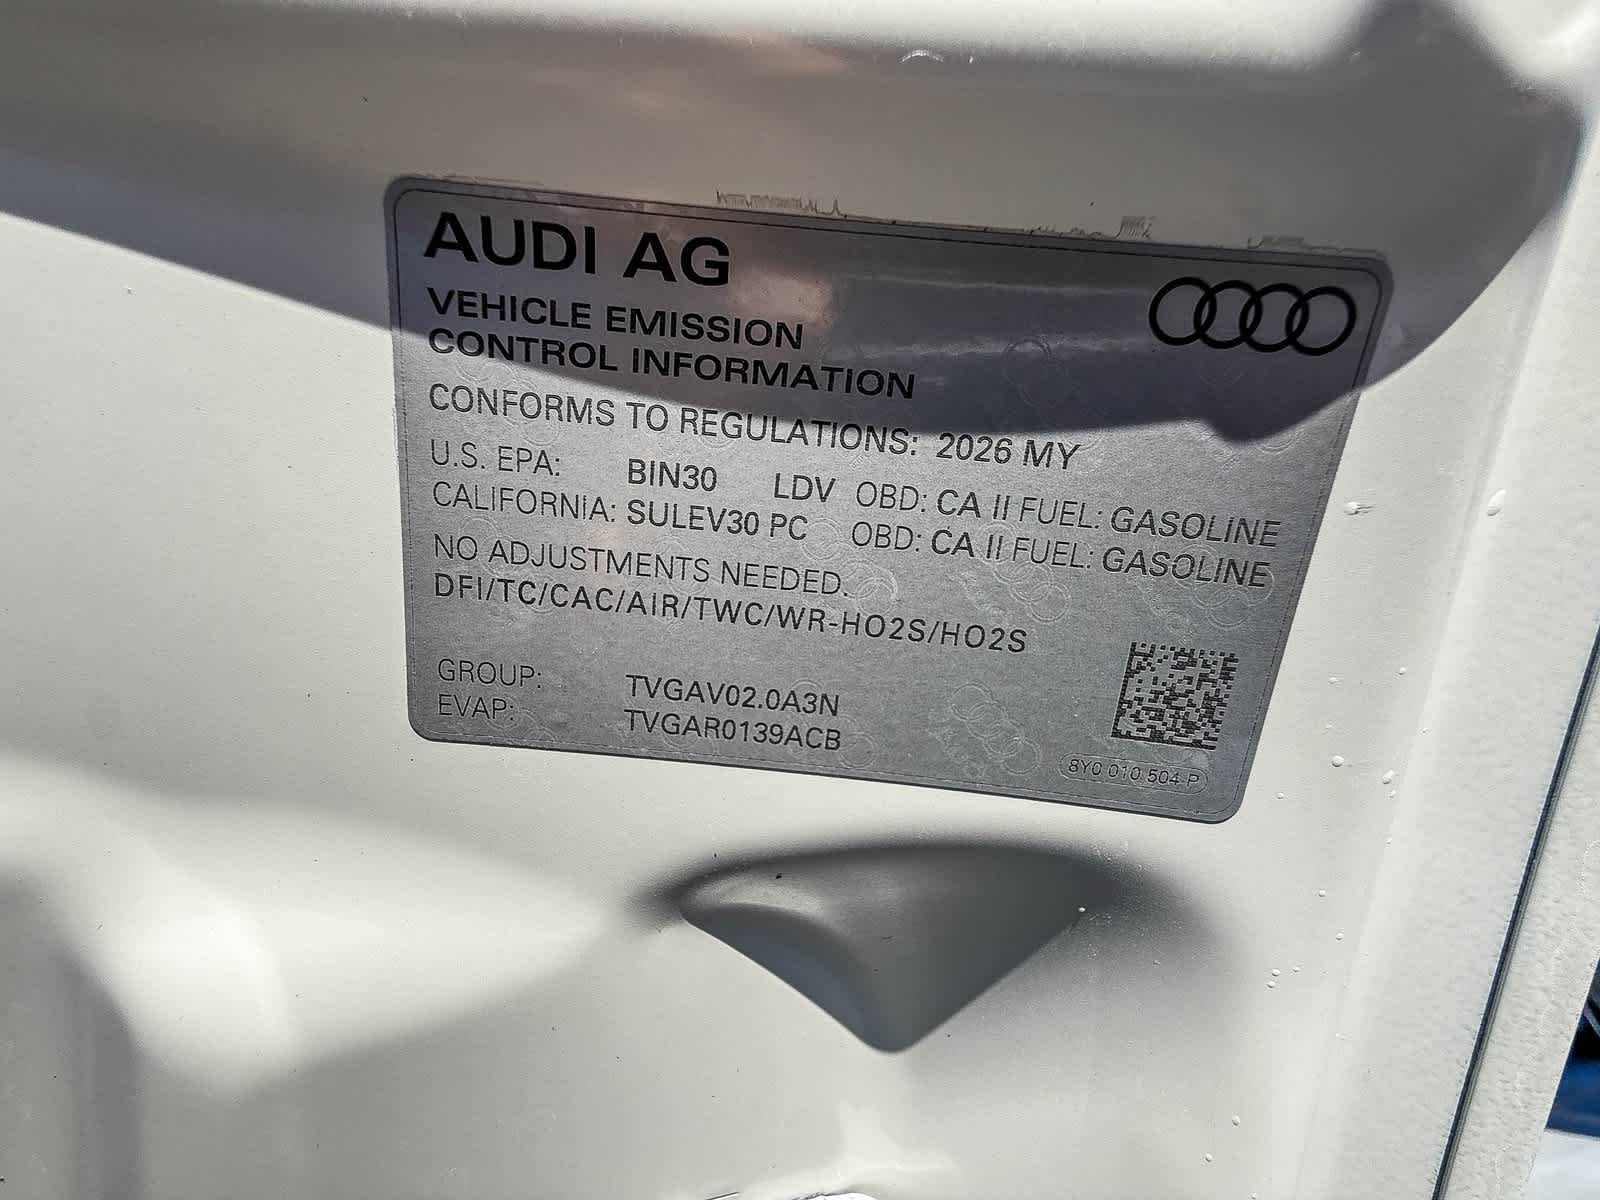 AUDI AG
VEHICLE EMISSION
CONTROL INFORMATION
CONFORMS TO REGULATIONS: 2026 MY
U.S. EPA: BIN30 LDV OBD: CA II FUEL: GASOLINE
CALIFORNIA: SULEV30 PC OBD: CA II FUEL: GASOLINE
NO ADJUSTMENTS NEEDED.
DFI/TC/CAC/AIR/TWC/WR-HO2S/HO2S
GROUP: TVGAV02.0A3N
EVAP: TVGAR0139ACB
8Y0 010 504 P